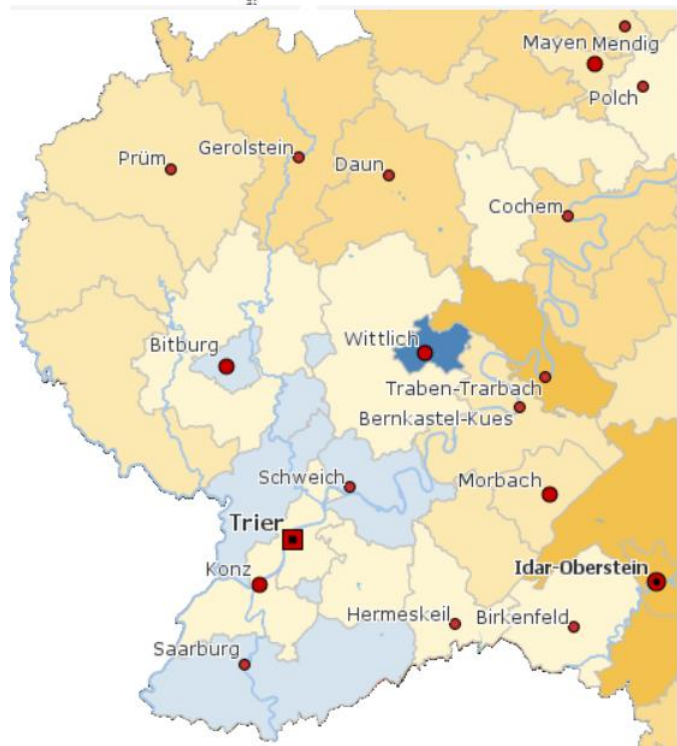 Mayen Mendig
Polch
Gerolstein
Prüm
Daun
Cochem
Wittlich
Bitburg
Traben-Trarbach
Bernkastel-Kues
Schweich
Morbach
Trier
Konz
Idar-Oberstein
Hermeskeil
Birkenfeld
Saarburg